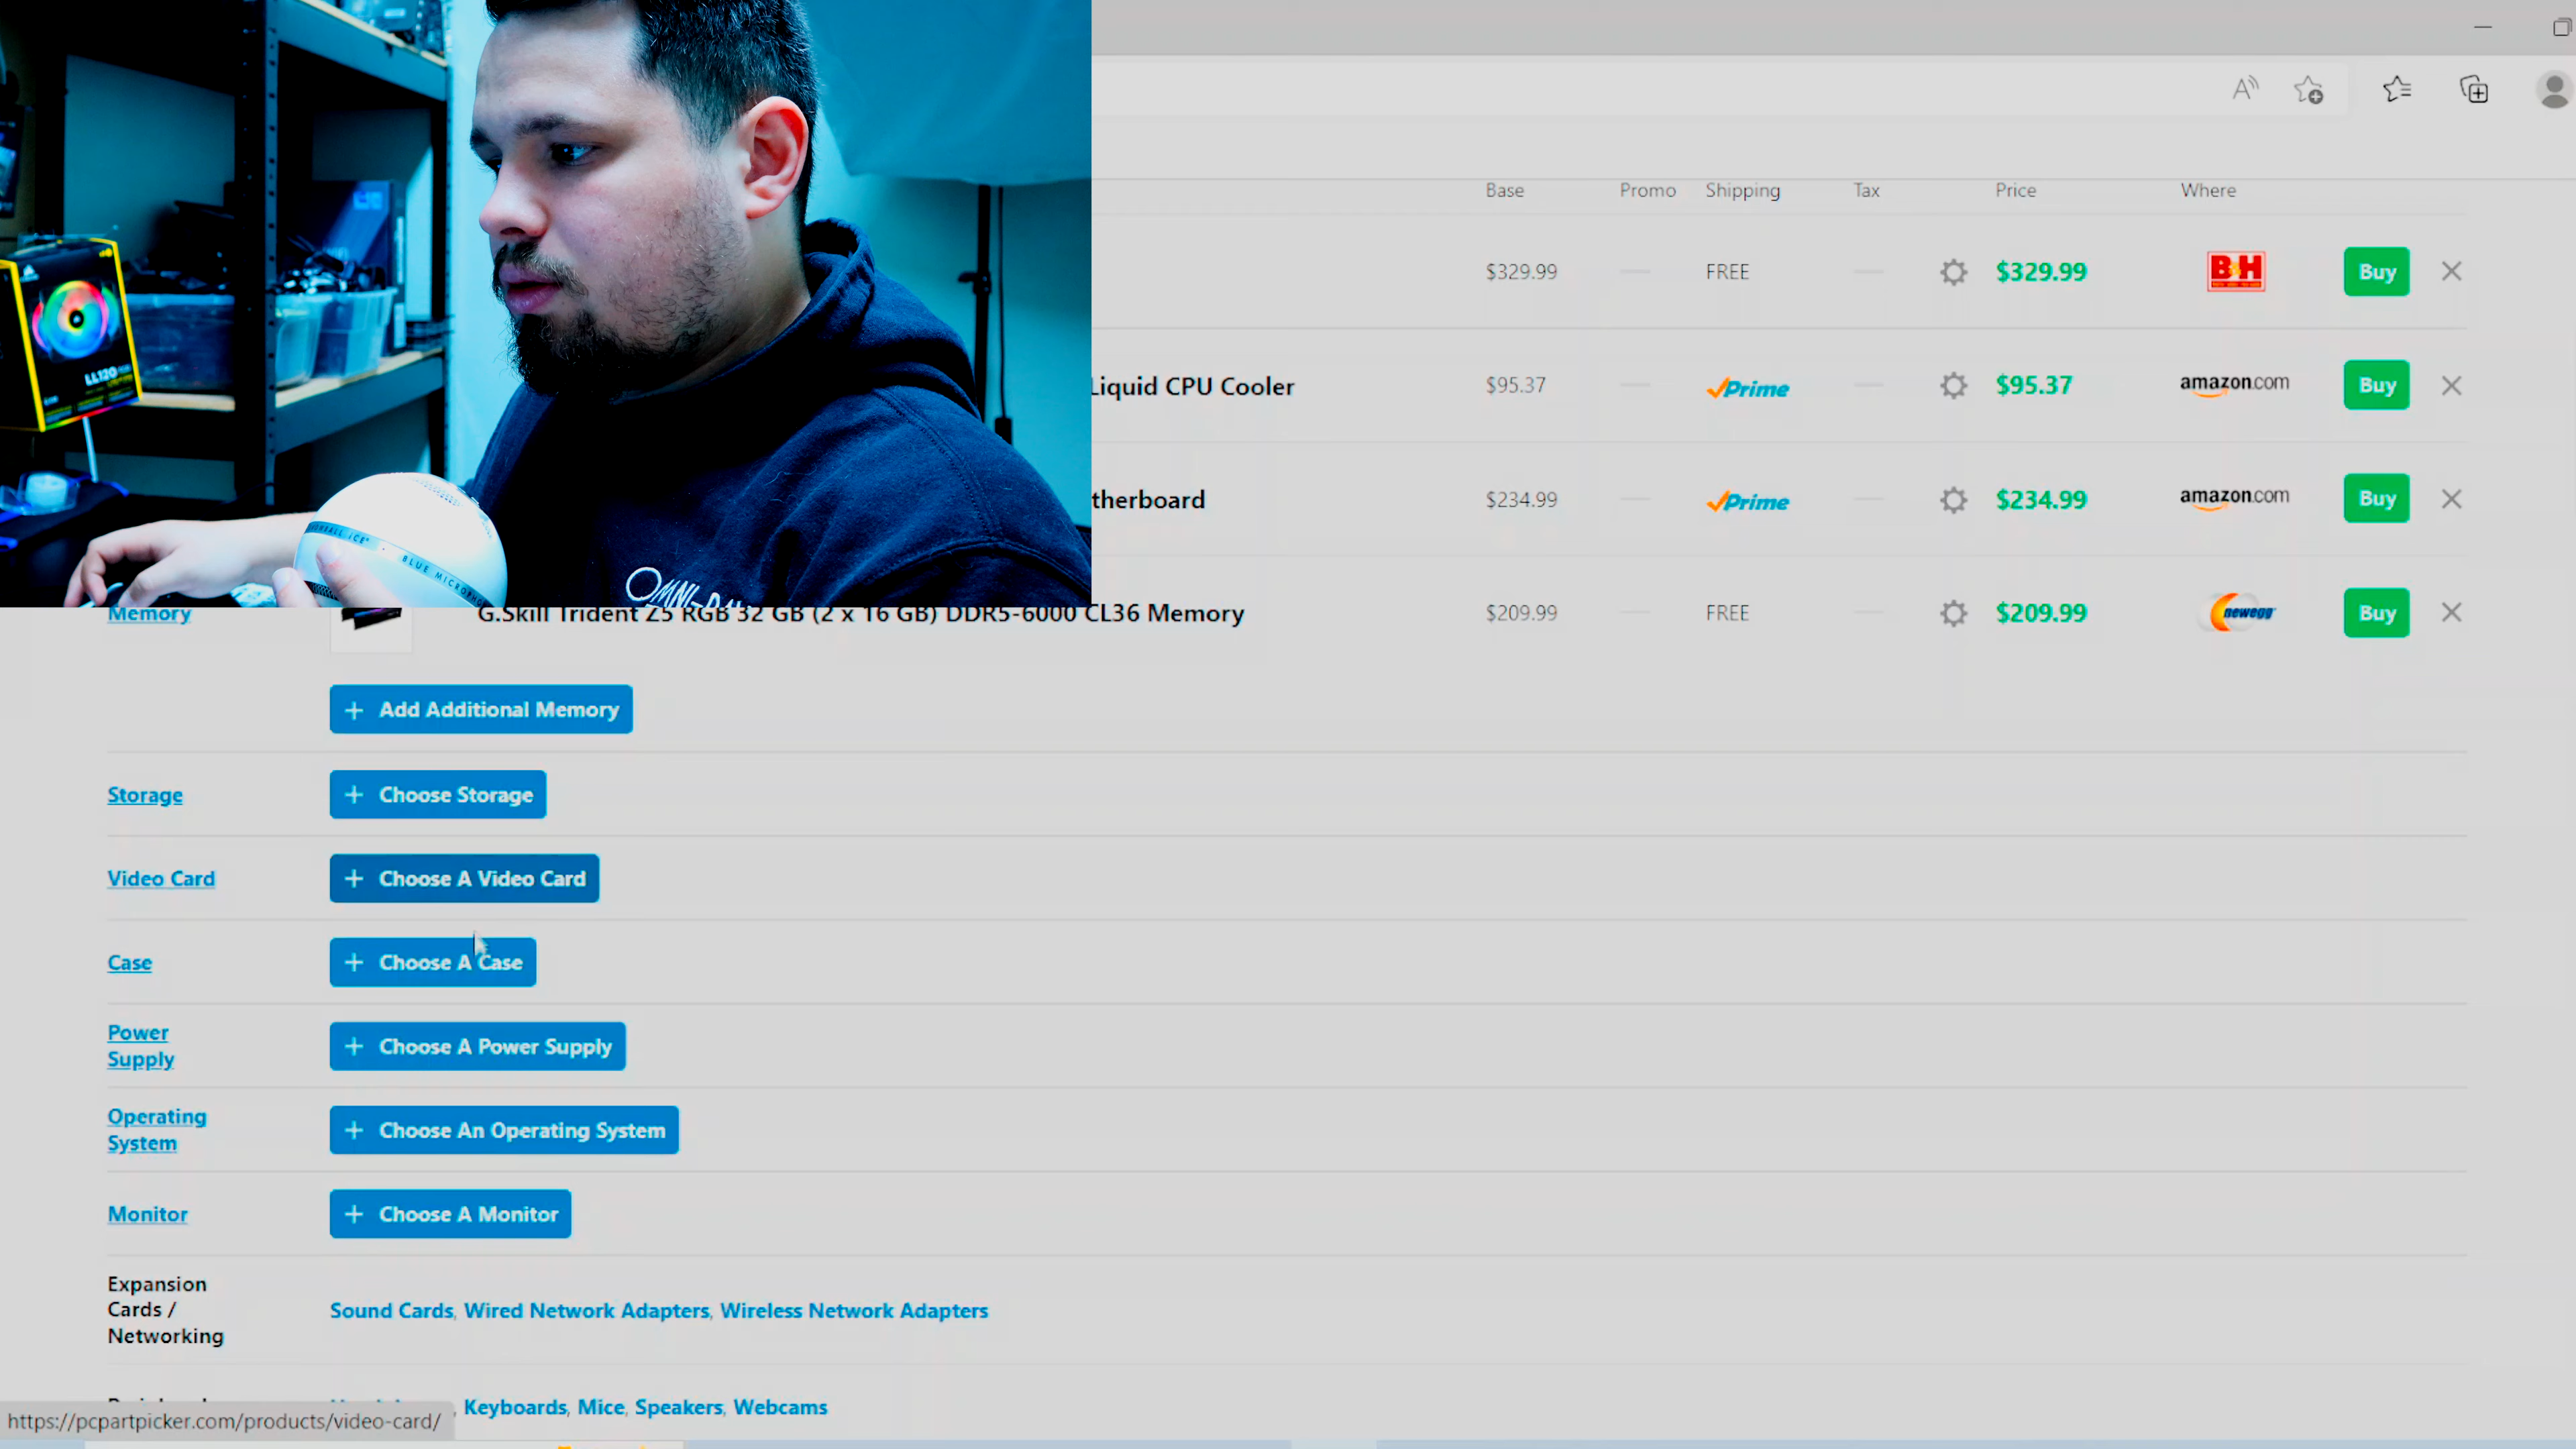 Base Promo Shipping Tax Price Where
$329.99 FREE $329.99 B&H Buy
Liquid CPU Cooler $95.37 Prime $95.37 amazon.com Buy
therboard $234.99 Prime $234.99 amazon.com Buy
Memory G.Skill Trident Z5 RGB 32 GB (2 x 16 GB) DDR5-6000 CL36 Memory $209.99 FREE $209.99 newegg Buy
+ Add Additional Memory
Storage + Choose Storage
Video Card + Choose A Video Card
Case + Choose A Case
Power
Supply
+ Choose A Power Supply
Operating
System
+ Choose An Operating System
Monitor + Choose A Monitor
Expansion
Cards /
Networking
Sound Cards, Wired Network Adapters, Wireless Network Adapters
, Keyboards, Mice, Speakers, Webcams
https://pcpartpicker.com/products/video-card/
LL120
ICE
BLUE